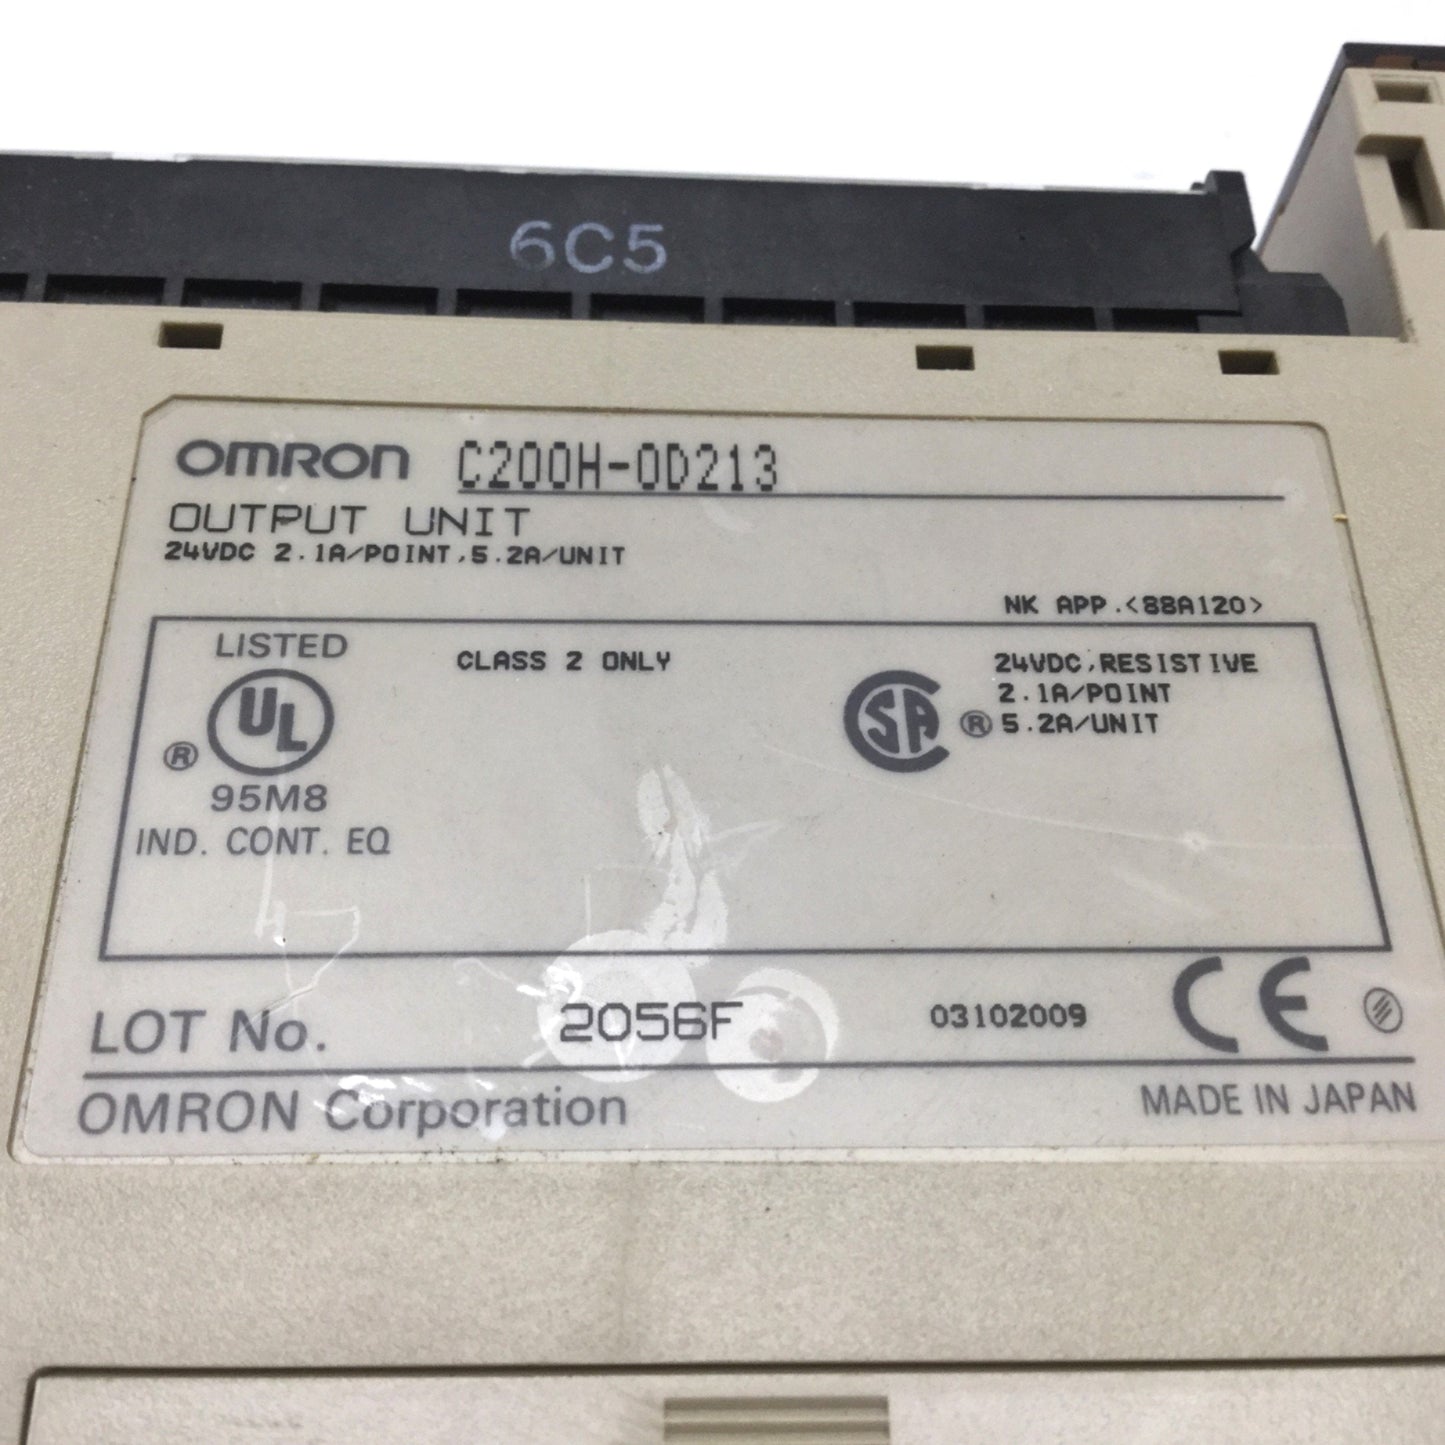 6C5
OMRON C200H-OD213
OUTPUT UNIT
24VDC 2.1A/POINT,5.2A/UNIT
NK APP.<88A120>
LISTED
CLASS 2 ONLY
24VDC,RESISTIVE
2.1A/POINT
5.2A/UNIT
UL
®
SA
®
95M8
IND. CONT. EQ
LOT No. 2056F 03102009 CE
OMRON Corporation MADE IN JAPAN